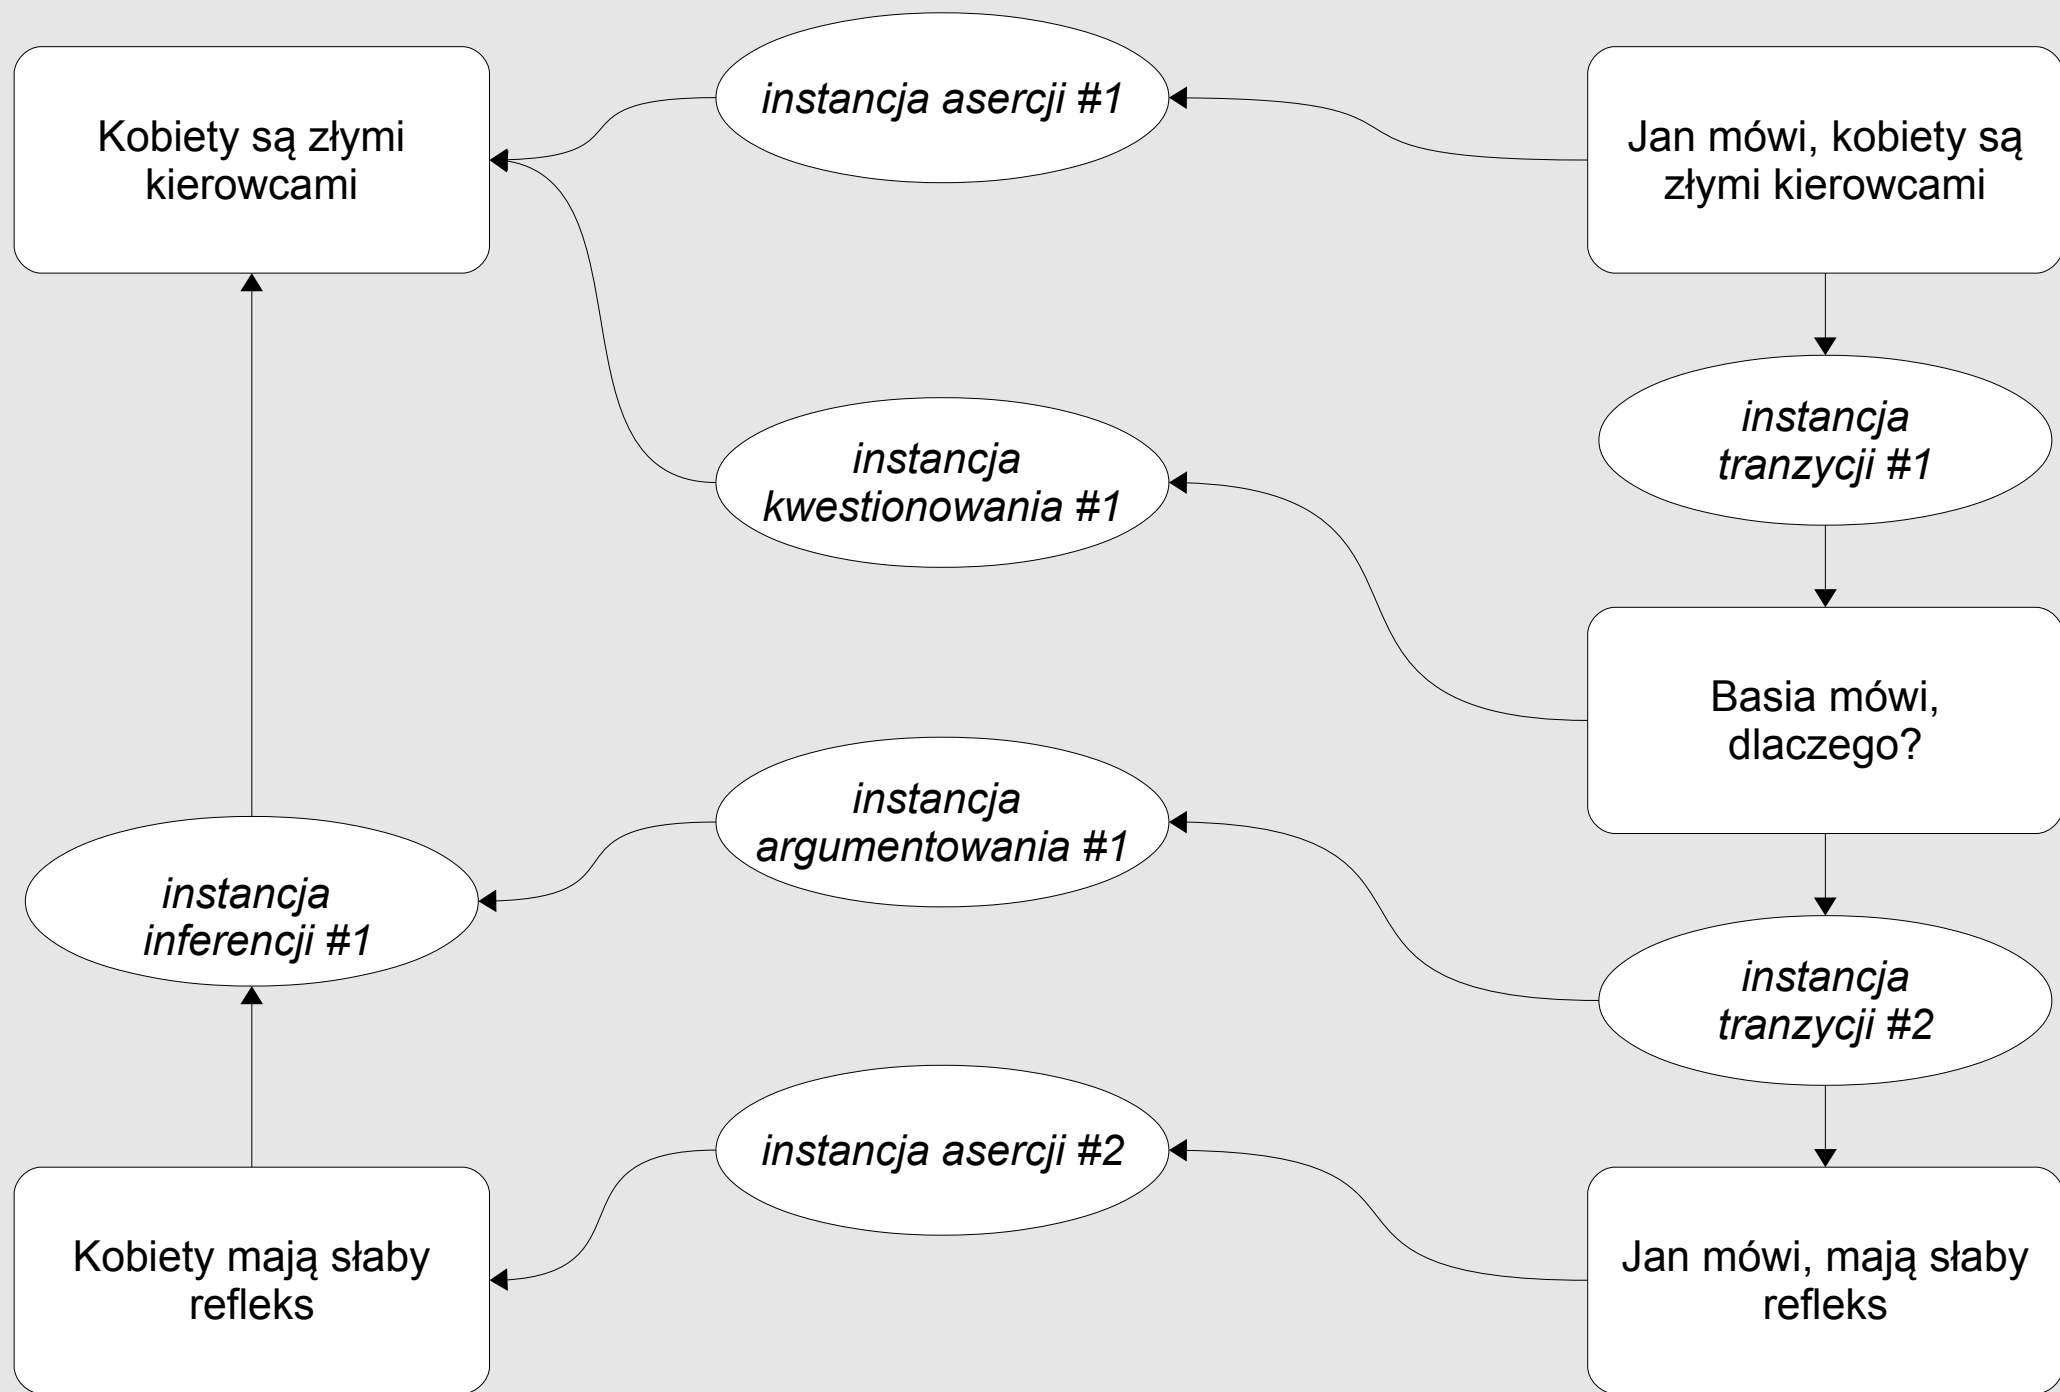 Kobiety są złymi
kierowcami
instancja asercji #1
Jan mówi, kobiety są
złymi kierowcami
instancja
tranzycji #1
instancja
kwestionowania #1
Basia mówi,
dlaczego?
instancja
argumentowania #1
instancja
inferencji #1
instancja
tranzycji #2
instancja asercji #2
Kobiety mają słaby
refleks
Jan mówi, mają słaby
refleks